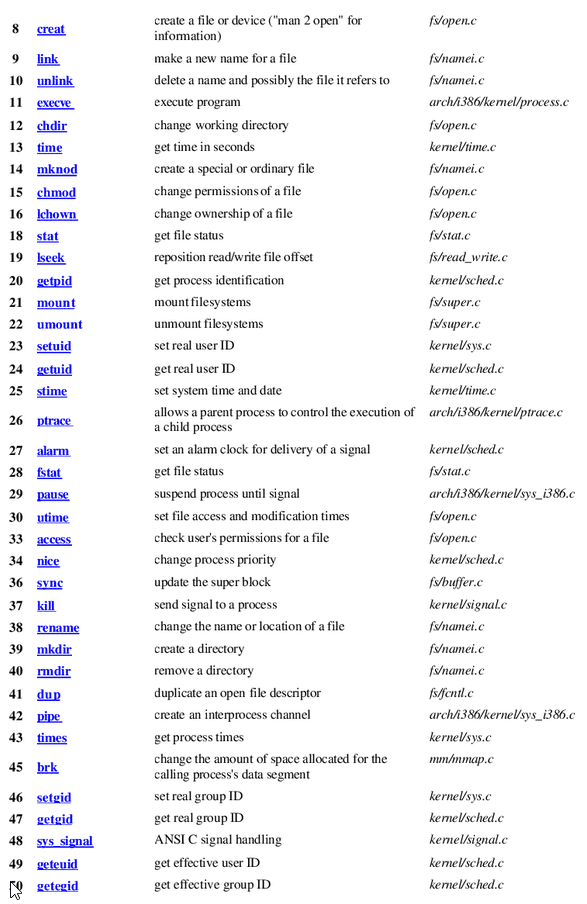 8 creat create a file or device ("man 2 open" for information) fs/open.c
9 link make a new name for a file fs/namei.c
10 unlink delete a name and possibly the file it refers to fs/namei.c
11 execve execute program arch/i386/kernel/process.c
12 chdir change working directory fs/open.c
13 time get time in seconds kernel/time.c
14 mknod create a special or ordinary file fs/namei.c
15 chmod change permissions of a file fs/open.c
16 lchown change ownership of a file fs/open.c
18 stat get file status fs/stat.c
19 lseek reposition read/write file offset fs/read_write.c
20 getpid get process identification kernel/sched.c
21 mount mount filesystems fs/super.c
22 umount unmount filesystems fs/super.c
23 setuid set real user ID kernel/sys.c
24 getuid get real user ID kernel/sched.c
25 stime set system time and date kernel/time.c
26 ptrace allows a parent process to control the execution of a child process arch/i386/kernel/ptrace.c
27 alarm set an alarm clock for delivery of a signal kernel/sched.c
28 fstat get file status fs/stat.c
29 pause suspend process until signal arch/i386/kernel/sys_i386.c
30 utime set file access and modification times fs/open.c
33 access check user's permissions for a file fs/open.c
34 nice change process priority kernel/sched.c
36 sync update the super block fs/buffer.c
37 kill send signal to a process kernel/signal.c
38 rename change the name or location of a file fs/namei.c
39 mkdir create a directory fs/namei.c
40 rmdir remove a directory fs/namei.c
41 dup duplicate an open file descriptor fs/fcntl.c
42 pipe create an interprocess channel arch/i386/kernel/sys_i386.c
43 times get process times kernel/sys.c
45 brk change the amount of space allocated for the calling process's data segment mm/mmap.c
46 setgid set real group ID kernel/sys.c
47 getgid get real group ID kernel/sched.c
48 sys_signal ANSI C signal handling kernel/signal.c
49 geteuid get effective user ID kernel/sched.c
getegid get effective group ID kernel/sched.c